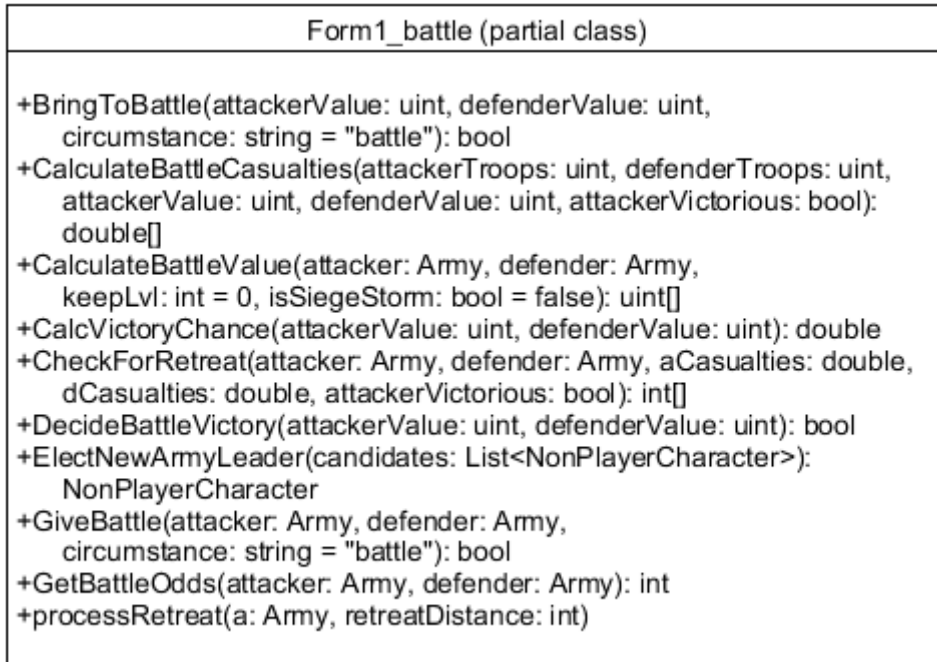 Form1_battle (partial class)
+BringToBattle(attackerValue: uint, defenderValue: uint,
circumstance: string = "battle"): bool
+CalculateBattleCasualties(attackerTroops: uint, defenderTroops: uint,
attackerValue: uint, defenderValue: uint, attackerVictorious: bool):
double[]
+CalculateBattleValue(attacker: Army, defender: Army,
keepLvl: int = 0, isSiegeStorm: bool = false): uint[]
+CalcVictoryChance(attackerValue: uint, defenderValue: uint): double
+CheckForRetreat(attacker: Army, defender: Army, aCasualties: double,
dCasualties: double, attackerVictorious: bool): int[]
+DecideBattleVictory(attackerValue: uint, defenderValue: uint): bool
+ElectNewArmyLeader(candidates: List<NonPlayerCharacter>):
NonPlayerCharacter
+GiveBattle(attacker: Army, defender: Army,
circumstance: string = "battle"): bool
+GetBattleOdds(attacker: Army, defender: Army): int
+processRetreat(a: Army, retreatDistance: int)